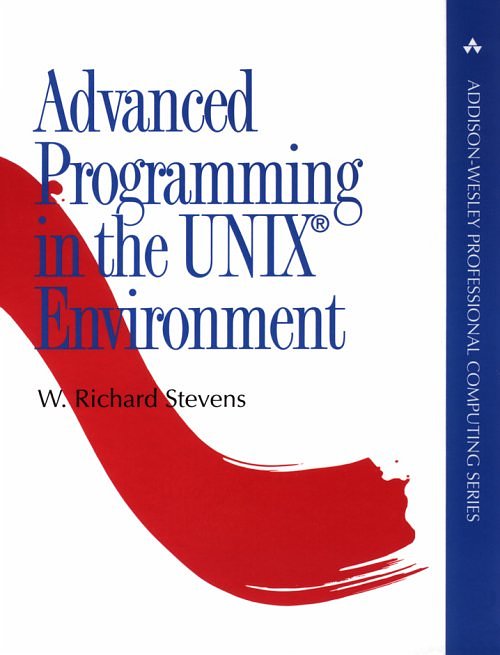 Advanced
Programming
in the UNIX®
Environment
W. Richard Stevens
ADDISON-WESLEY PROFESSIONAL COMPUTING SERIES